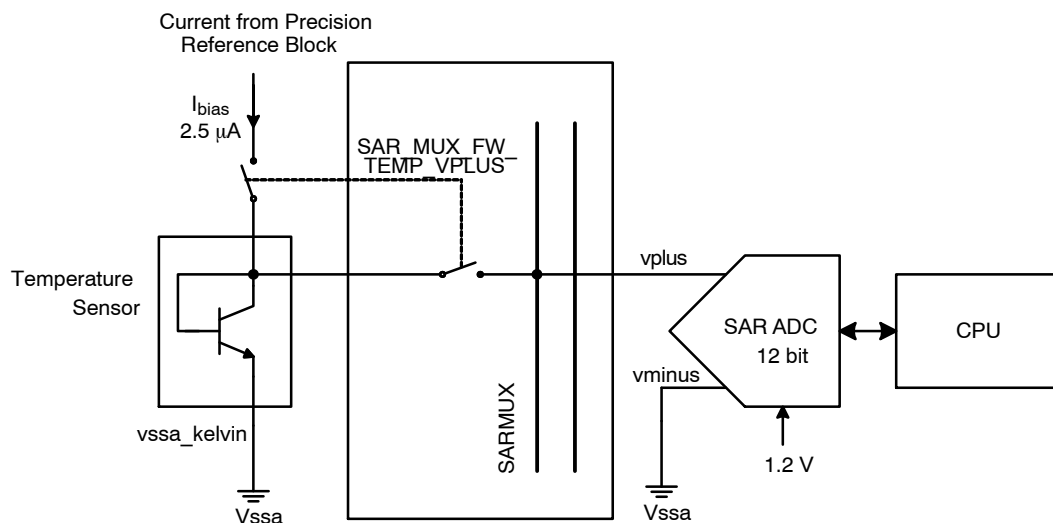 Current from Precision
Reference Block
Ibias
2.5 μA
SAR_MUX_FW_
TEMP_VPLUS
Temperature
Sensor
vplus
SAR ADC
12 bit
CPU
vminus
SARMUX
vssa_kelvin
1.2 V
Vssa
Vssa